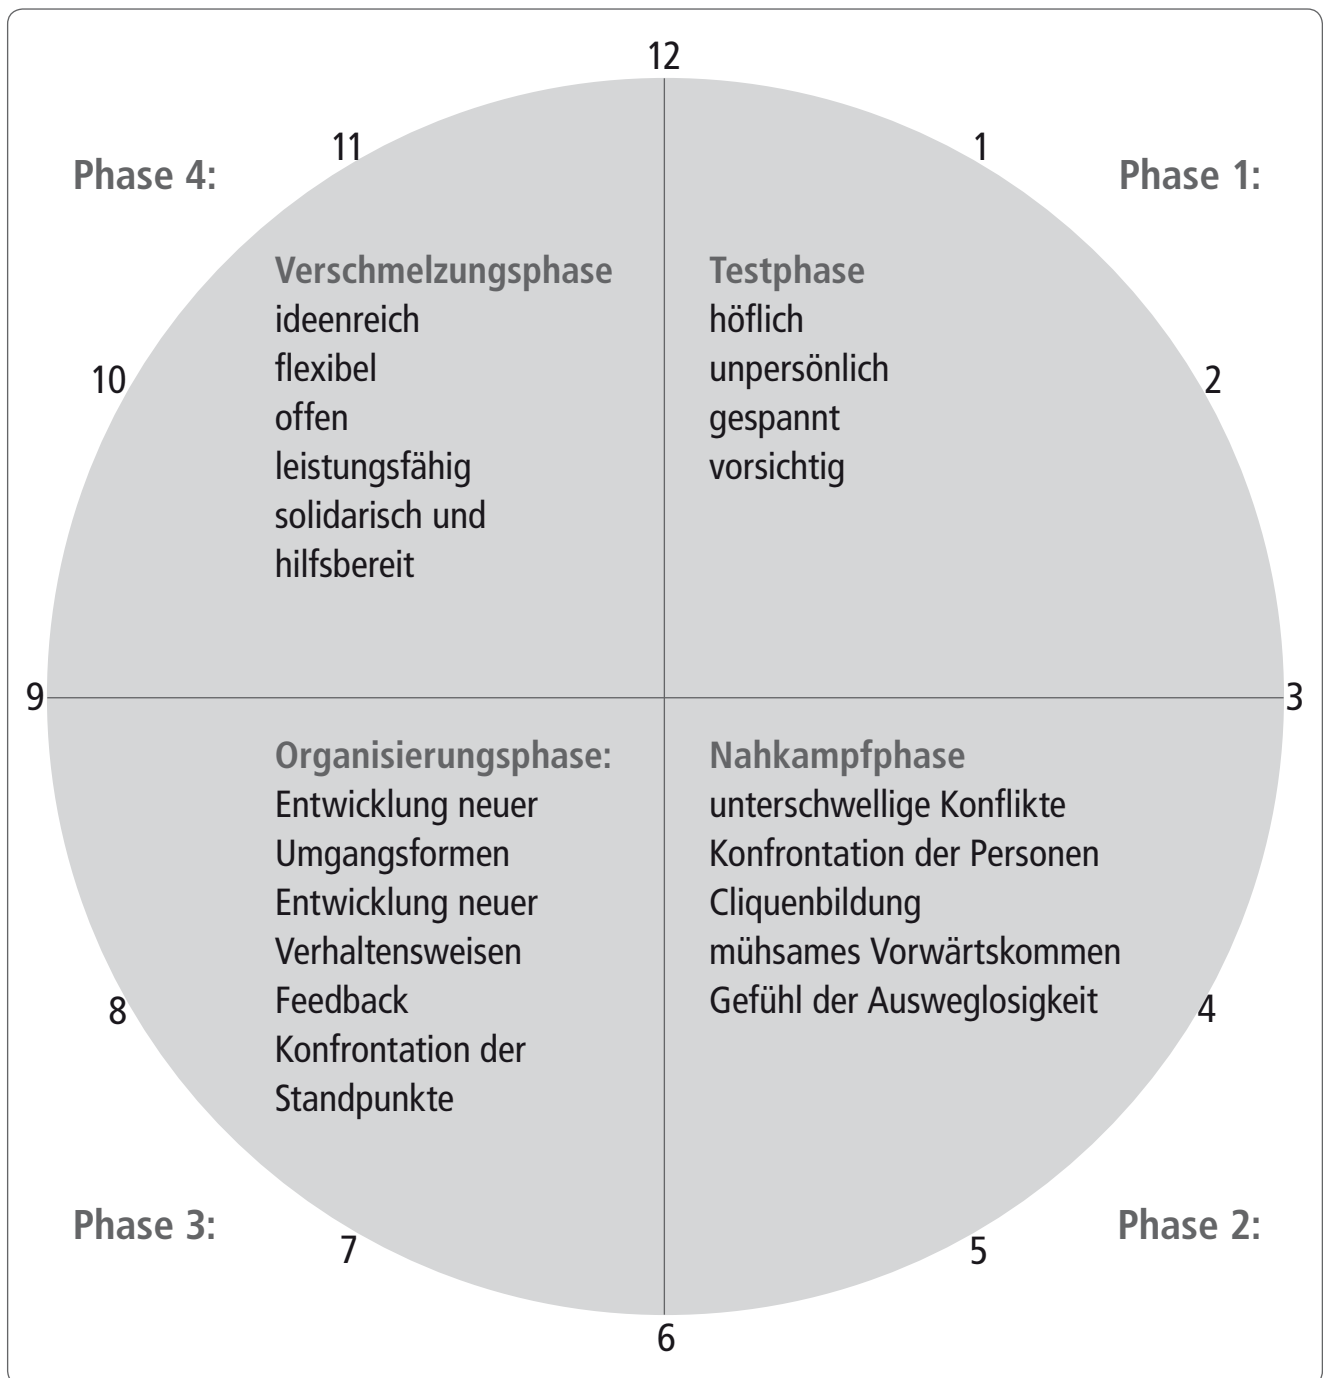 12
11
1
Phase 4:
Phase 1:
Verschmelzungsphase
ideenreich
flexibel
offen
leistungsfähig
solidarisch und
hilfsbereit
Testphase
höflich
unpersönlich
gespannt
vorsichtig
10
2
9
3
Organisierungsphase:
Entwicklung neuer
Umgangsformen
Entwicklung neuer
Verhaltensweisen
Feedback
Konfrontation der
Standpunkte
Nahkampfphase
unterschwellige Konflikte
Konfrontation der Personen
Cliquenbildung
mühsames Vorwärtskommen
Gefühl der Ausweglosigkeit
8
4
Phase 3:
Phase 2:
7
5
6